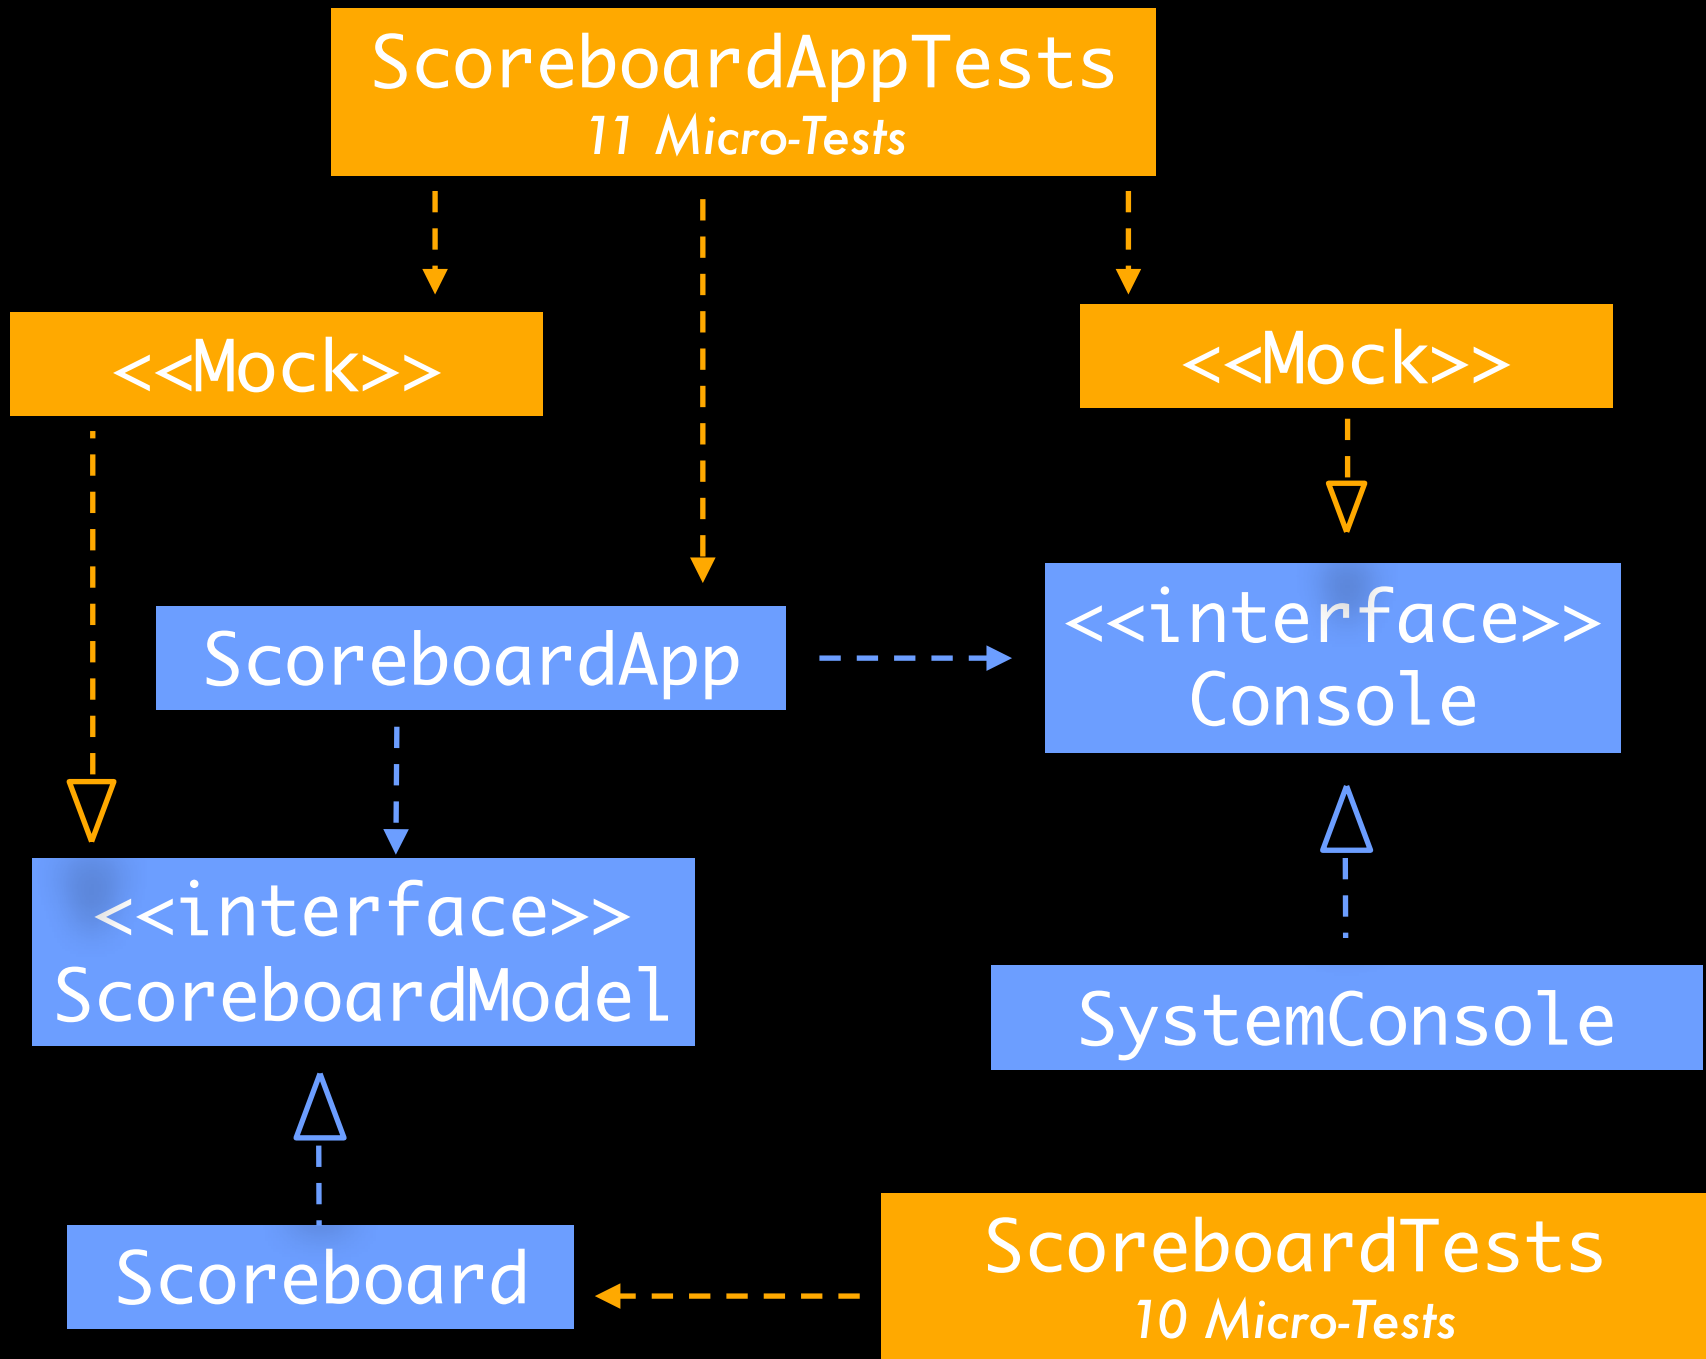 ScoreboardAppTests
11 Micro-Tests
<<Mock>>
<<Mock>>
ScoreboardApp
<<interface>>
Console
<<interface>>
ScoreboardModel
SystemConsole
Scoreboard
ScoreboardTests
10 Micro-Tests